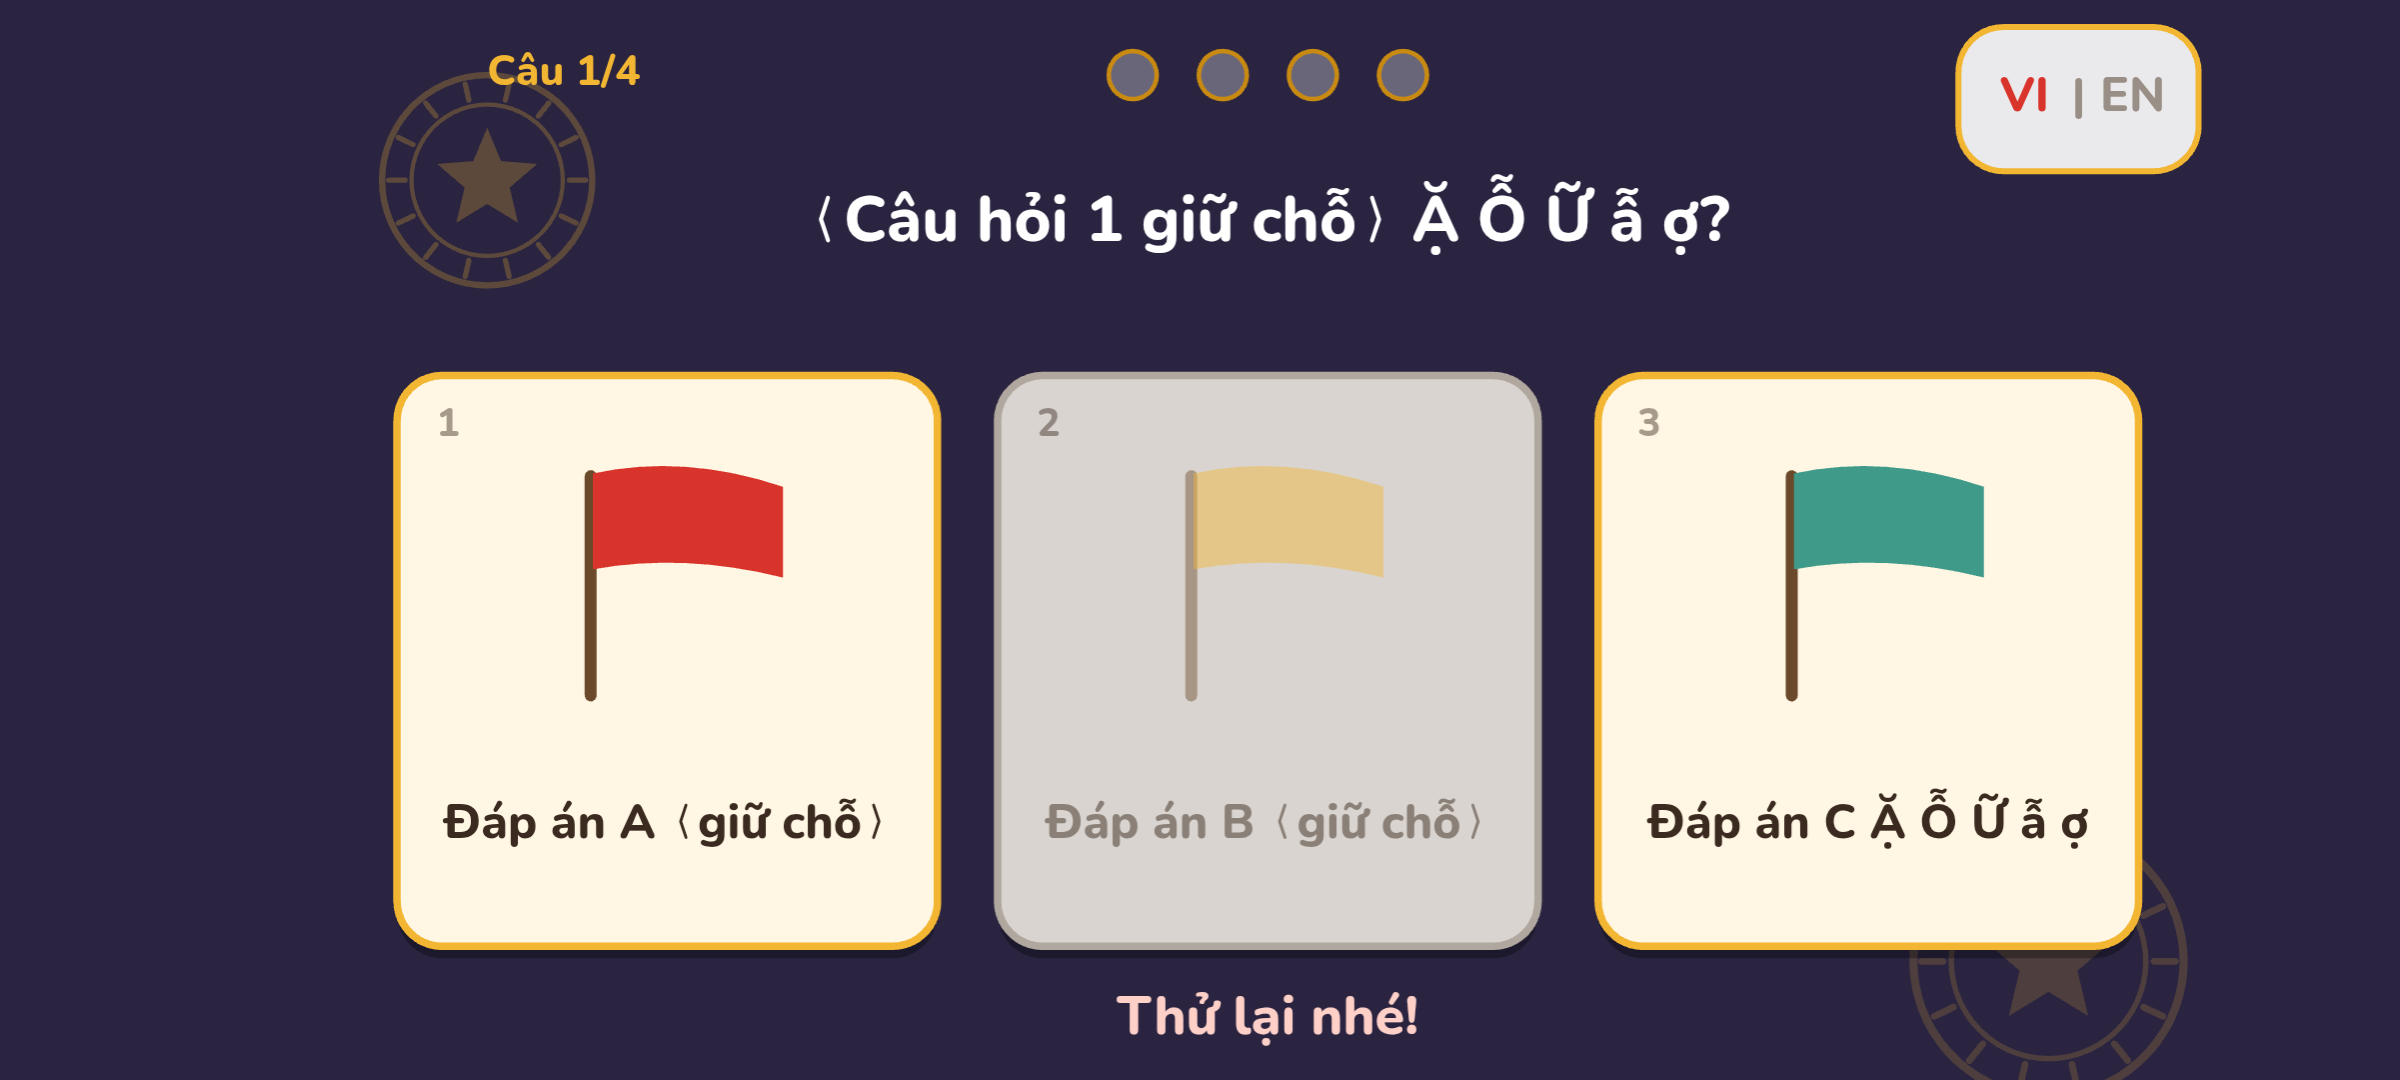 Câu 1/4
VI | EN
⟨Câu hỏi 1 giữ chỗ⟩ Ặ Ỗ Ữ ẫ ợ?
1
2
3
Đáp án A ⟨giữ chỗ⟩
Đáp án B ⟨giữ chỗ⟩
Đáp án C Ặ Ỗ Ữ ẫ ợ
Thử lại nhé!